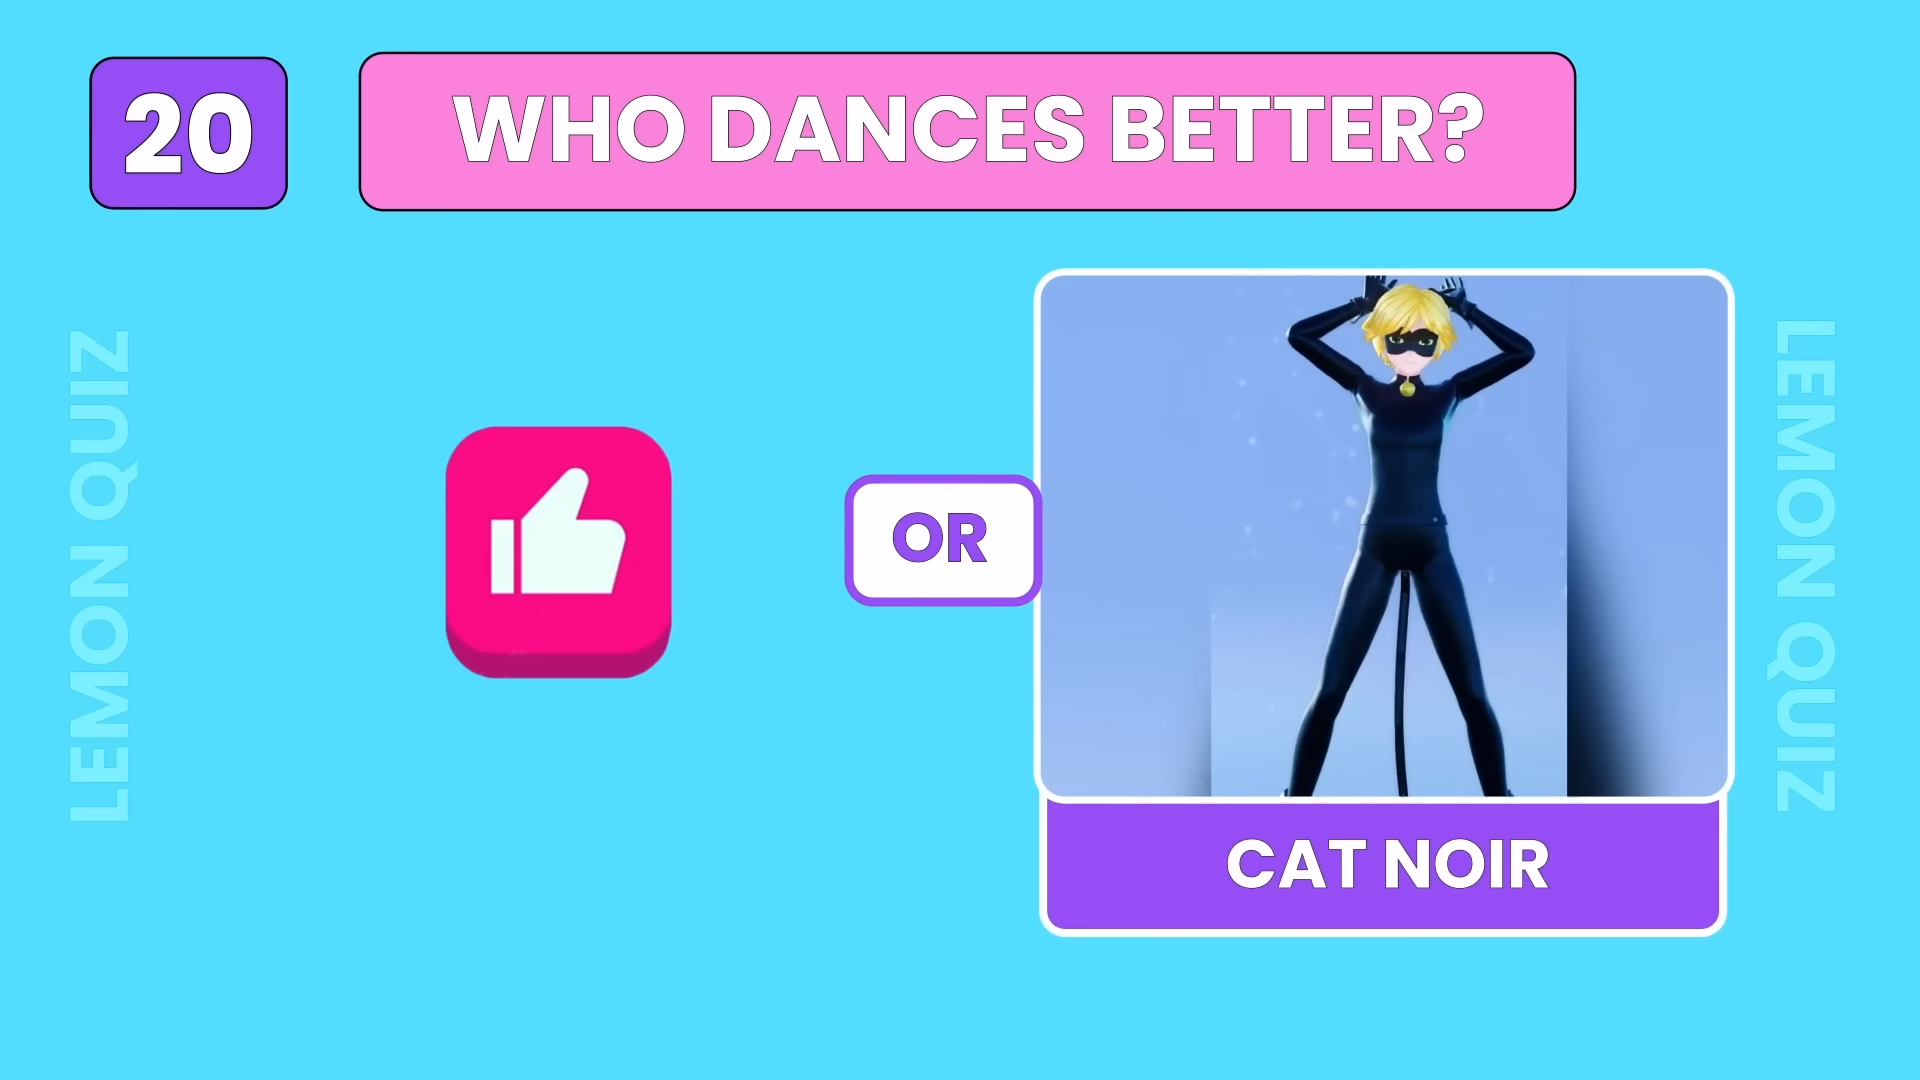 20
WHO DANCES BETTER?
LEMON QUIZ
OR
LEMON QUIZ
CAT NOIR